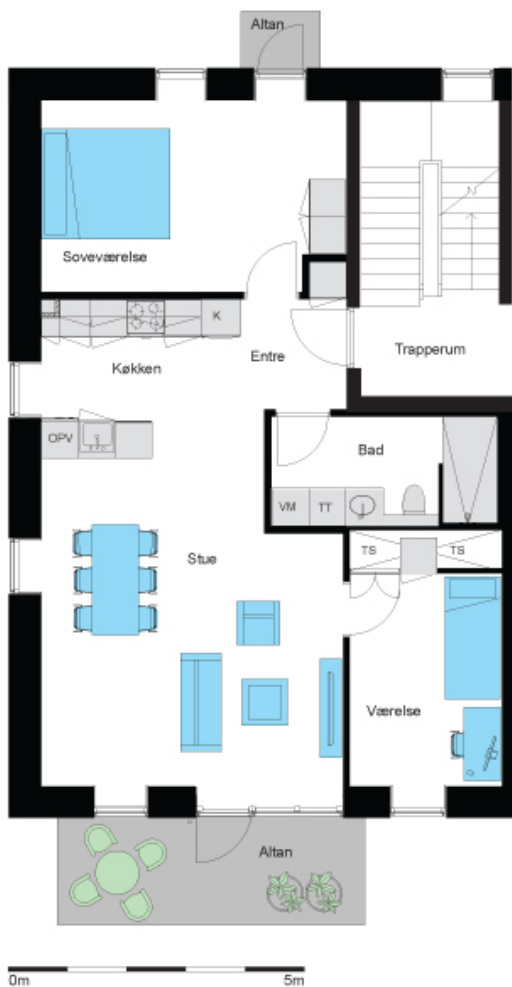 Altan
Soveværelse
K
Køkken
Entre
Trapperum
OPV
Bad
VM
TT
Stue
TS
TS
Værelse
Altan
0m
5m